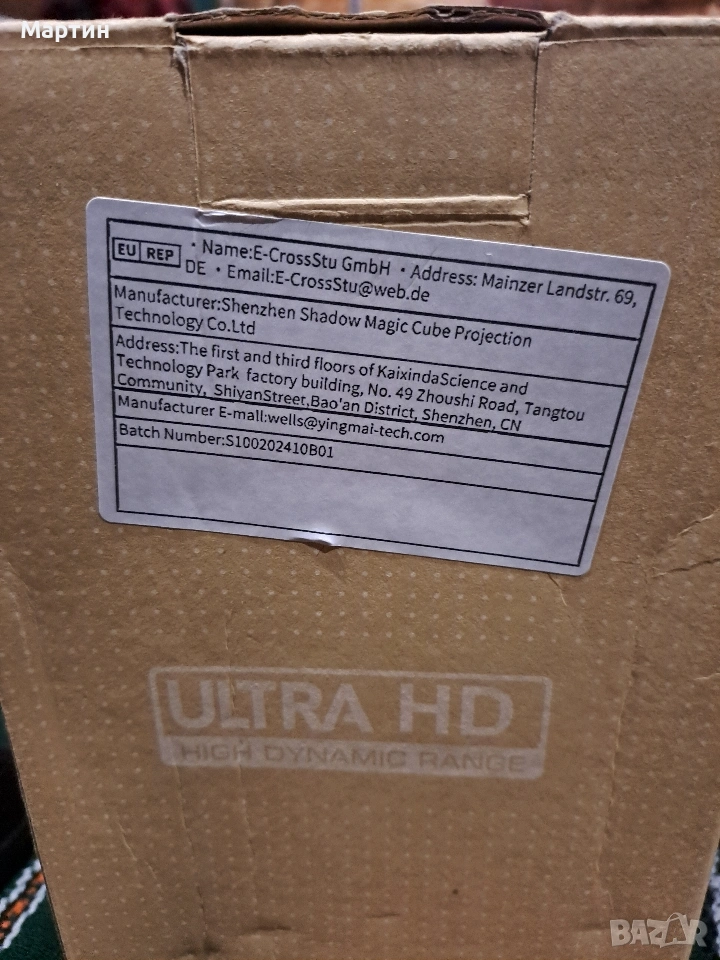 Мартин
EU REP
· Name:E-CrossStu GmbH · Address: Mainzer Landstr. 69,
DE · Email:E-CrossStu@web.de
Manufacturer:Shenzhen Shadow Magic Cube Projection
Technology Co.Ltd
Address:The first and third floors of KaixindaScience and
Technology Park factory building, No. 49 Zhoushi Road, Tangtou
Community, ShiyanStreet,Bao'an District, Shenzhen, CN
Manufacturer E-mail:wells@yingmai-tech.com
Batch Number:S100202410B01
ULTRA HD
HIGH DYNAMIC RANGE
BAZAR